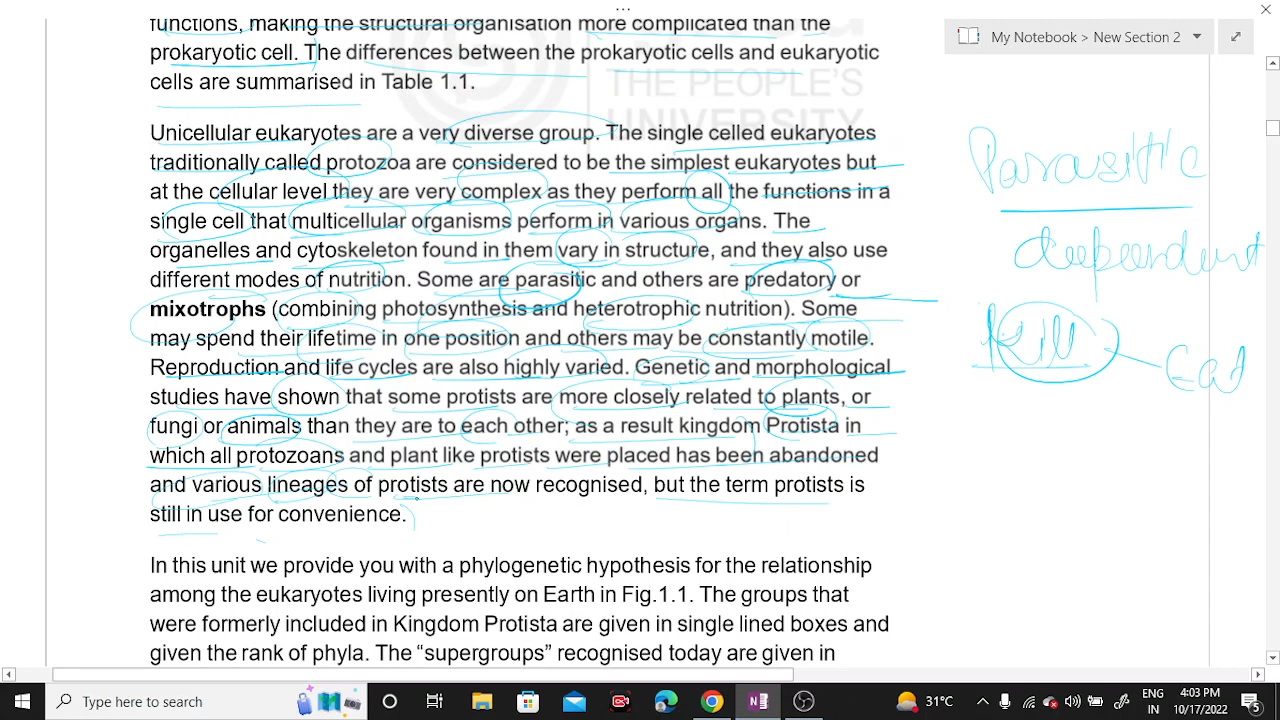 ...
functions, making the structural organisation more complicated than the
prokaryotic cell. The differences between the prokaryotic cells and eukaryotic
cells are summarised in Table 1.1.
THE PEOPLE'S
UNIVERSITY
Unicellular eukaryotes are a very diverse group. The single celled eukaryotes
traditionally called protozoa are considered to be the simplest eukaryotes but
at the cellular level they are very complex as they perform all the functions in a
single cell that multicellular organisms perform in various organs. The
organelles and cytoskeleton found in them vary in structure, and they also use
different modes of nutrition. Some are parasitic and others are predatory or
mixotrophs (combining photosynthesis and heterotrophic nutrition). Some
may spend their lifetime in one position and others may be constantly motile.
Reproduction and life cycles are also highly varied. Genetic and morphological
studies have shown that some protists are more closely related to plants, or
fungi or animals than they are to each other; as a result kingdom Protista in
which all protozoans and plant like protists were placed has been abandoned
and various lineages of protists are now recognised, but the term protists is
still in use for convenience.
In this unit we provide you with a phylogenetic hypothesis for the relationship
among the eukaryotes living presently on Earth in Fig.1.1. The groups that
were formerly included in Kingdom Protista are given in single lined boxes and
given the rank of phyla. The “supergroups” recognised today are given in
My Notebook > New Section 2
Parasitic
dependent
kill
Eat
Type here to search
31°C
ENG
IN
4:03 PM
10/17/2022
5